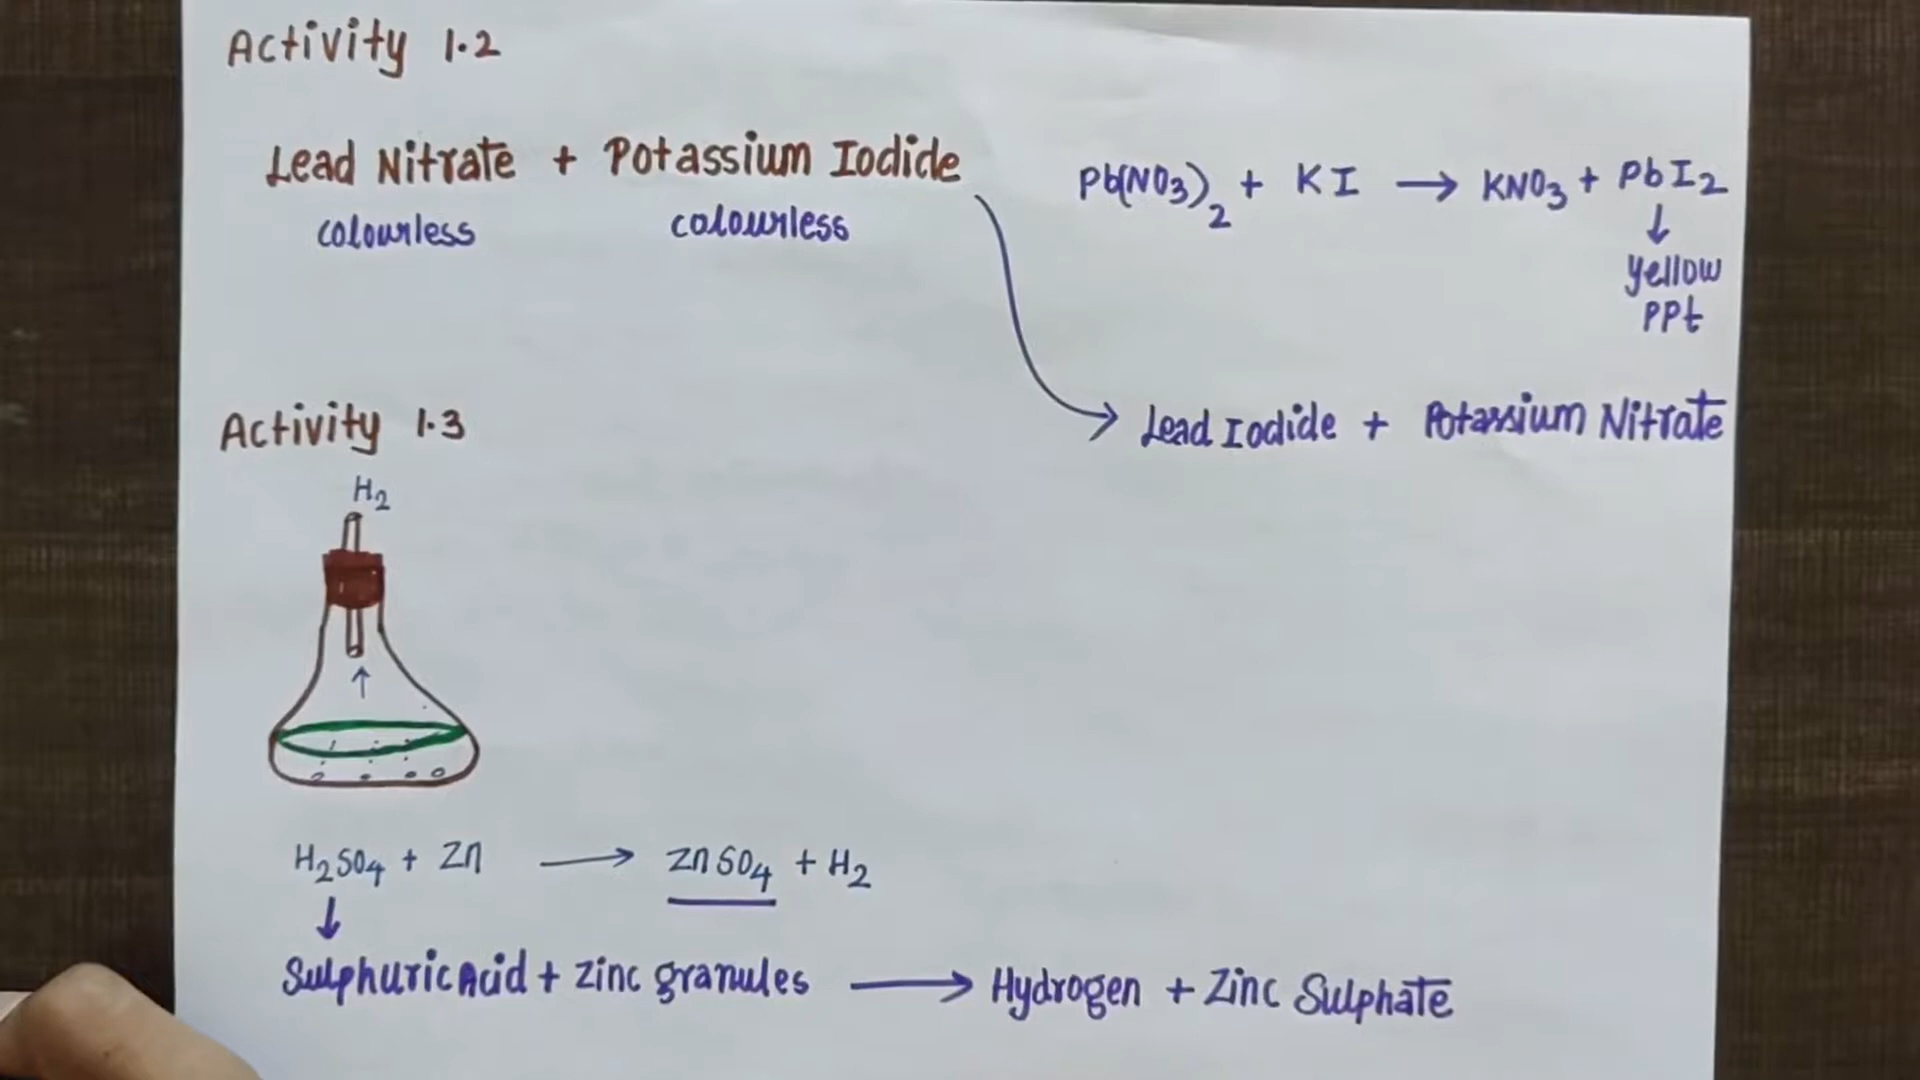 Activity 1.2
Lead Nitrate + Potassium Iodide
colourless colourless
Pb(NO3)2 + KI → KNO3 + PbI2
↓
Yellow
PPt
→ Lead Iodide + Potassium Nitrate
Activity 1.3
H2
↑
H2SO4 + Zn → ZnSO4 + H2
↓
Sulphuric Acid + Zinc granules → Hydrogen + Zinc Sulphate